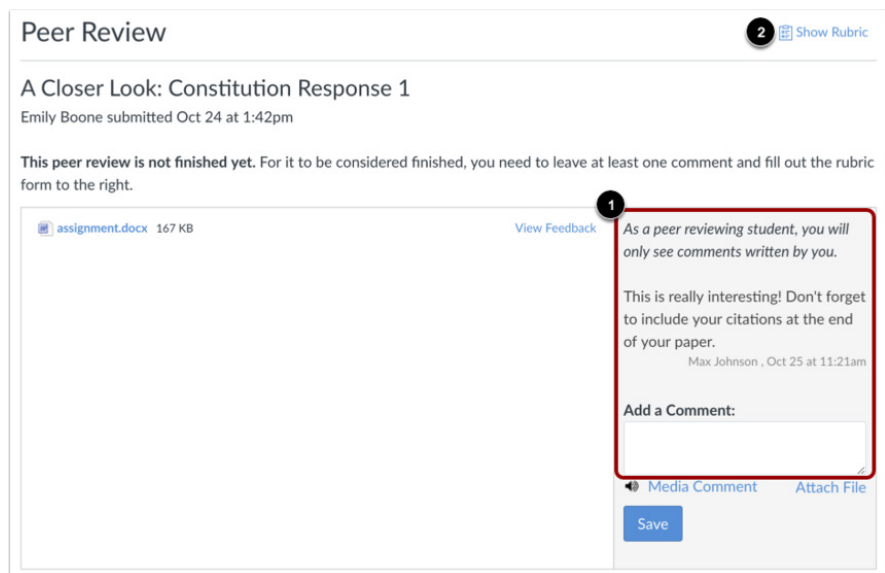 Peer Review
2 Show Rubric
A Closer Look: Constitution Response 1
Emily Boone submitted Oct 24 at 1:42pm
This peer review is not finished yet. For it to be considered finished, you need to leave at least one comment and fill out the rubric
form to the right.
1
assignment.docx 167 KB View Feedback
As a peer reviewing student, you will
only see comments written by you.
This is really interesting! Don't forget
to include your citations at the end
of your paper.
Max Johnson , Oct 25 at 11:21am
Add a Comment:
Media Comment Attach File
Save